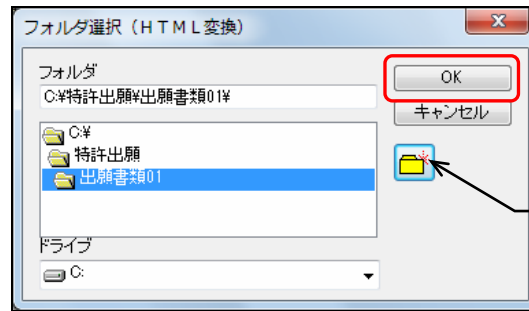 フォルダ選択（HTML変換）
フォルダ
C:¥特許出願¥出願書類01¥
OK
キャンセル
C:¥
特許出願
出願書類01
ドライブ
C: